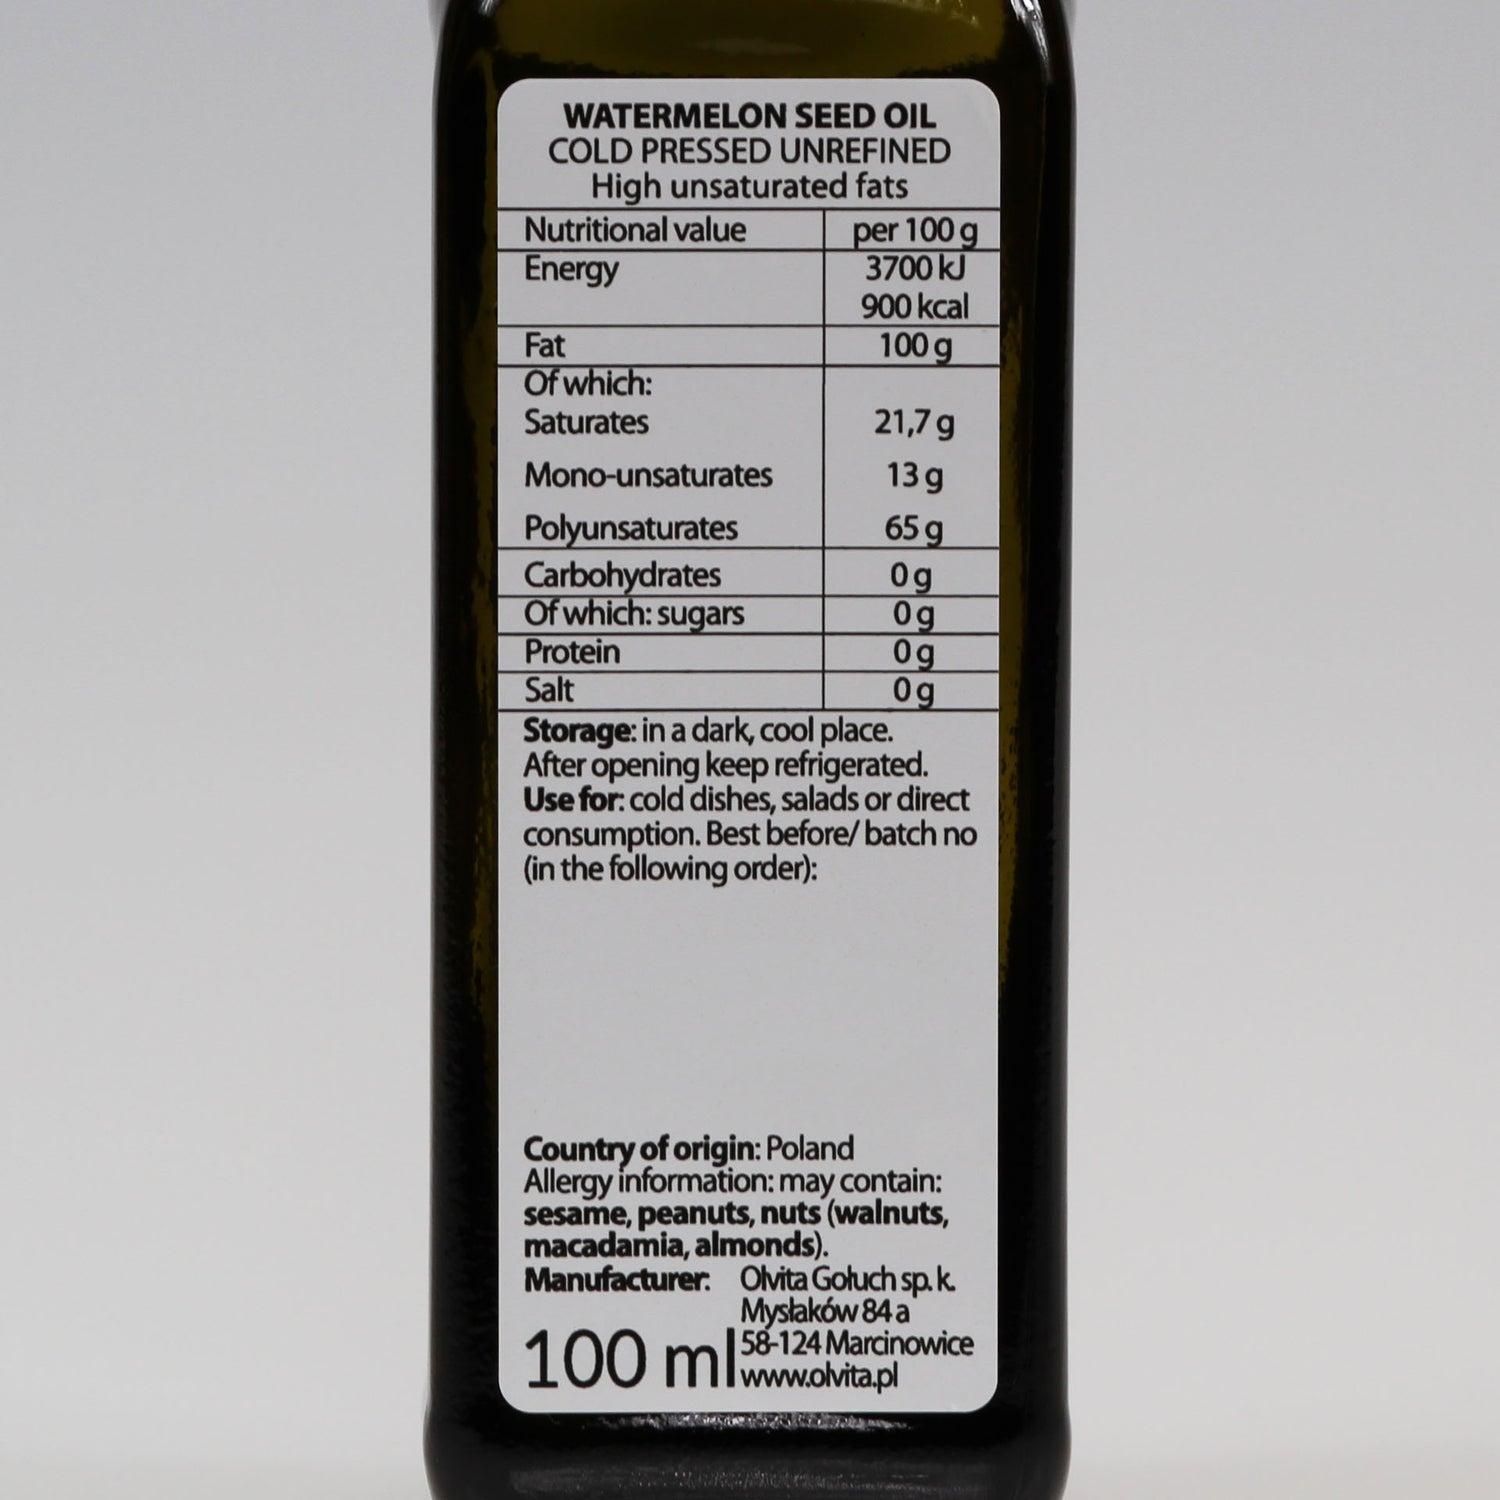 WATERMELON SEED OIL
COLD PRESSED UNREFINED
High unsaturated fats
Nutritional value per 100 g
Energy 3700 kJ
900 kcal
Fat 100 g
Of which:
Saturates 21,7 g
Mono-unsaturates 13 g
Polyunsaturates 65 g
Carbohydrates 0 g
Of which: sugars 0 g
Protein 0 g
Salt 0 g
Storage: in a dark, cool place.
After opening keep refrigerated.
Use for: cold dishes, salads or direct
consumption. Best before/ batch no
(in the following order):
Country of origin: Poland
Allergy information: may contain:
sesame, peanuts, nuts (walnuts,
macadamia, almonds).
Manufacturer: Olvita Gołuch sp. k.
Mysłaków 84 a
58-124 Marcinowice
www.olvita.pl
100 ml